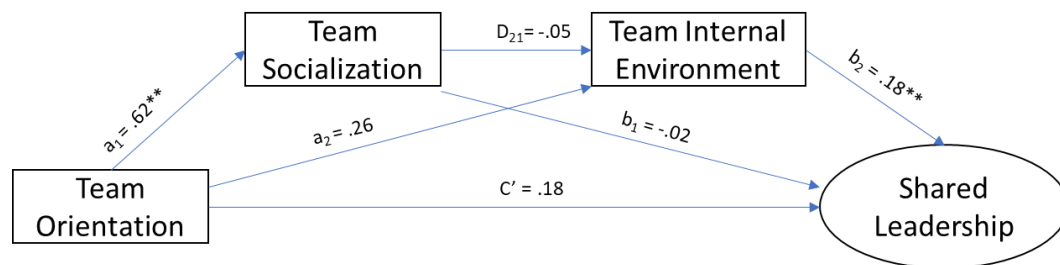 Team
Socialization
D₂₁= -.05
Team Internal
Environment
a₁ = .62**
a₂ = .26
b₁ = -.02
b₂ = .18**
Team
Orientation
C’ = .18
Shared
Leadership